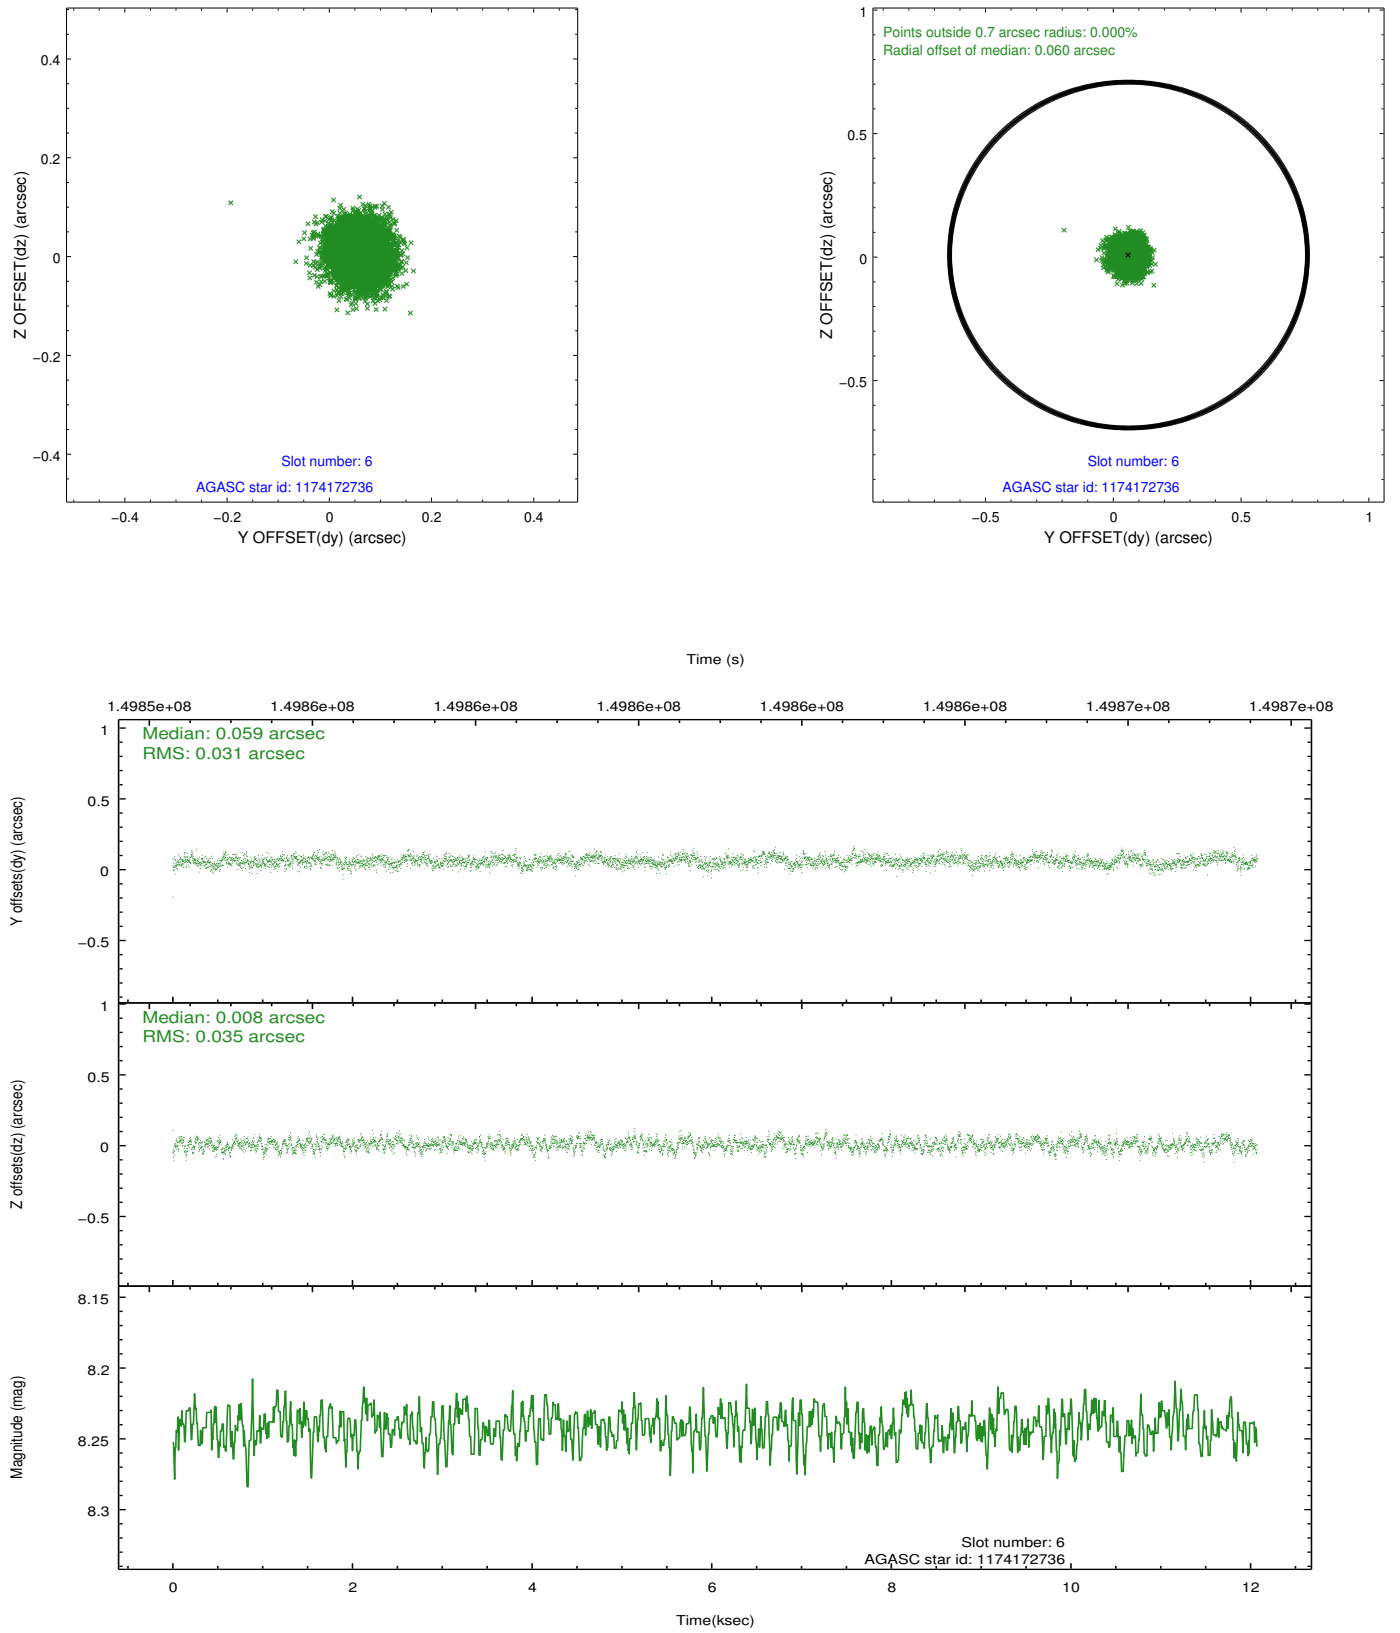 0.4
0.2
0
−0.2
−0.4
Z OFFSET(dz) (arcsec)
Slot number: 6
AGASC star id: 1174172736
−0.4 −0.2 0 0.2 0.4
Y OFFSET(dy) (arcsec)
1
0.5
0
−0.5
Z OFFSET(dz) (arcsec)
Points outside 0.7 arcsec radius: 0.000%
Radial offset of median: 0.060 arcsec
Slot number: 6
AGASC star id: 1174172736
−0.5 0 0.5 1
Y OFFSET(dy) (arcsec)
Time (s)
1.4985e+08 1.4986e+08 1.4986e+08 1.4986e+08 1.4986e+08 1.4986e+08 1.4987e+08 1.4987e+08
Median: 0.059 arcsec
RMS: 0.031 arcsec
1
0.5
0
−0.5
Y offsets(dy) (arcsec)
Median: 0.008 arcsec
RMS: 0.035 arcsec
1
0.5
0
−0.5
Z offsets(dz) (arcsec)
8.15
8.2
8.25
8.3
Magnitude (mag)
Slot number: 6
AGASC star id: 1174172736
0 2 4 6 8 10 12
Time(ksec)